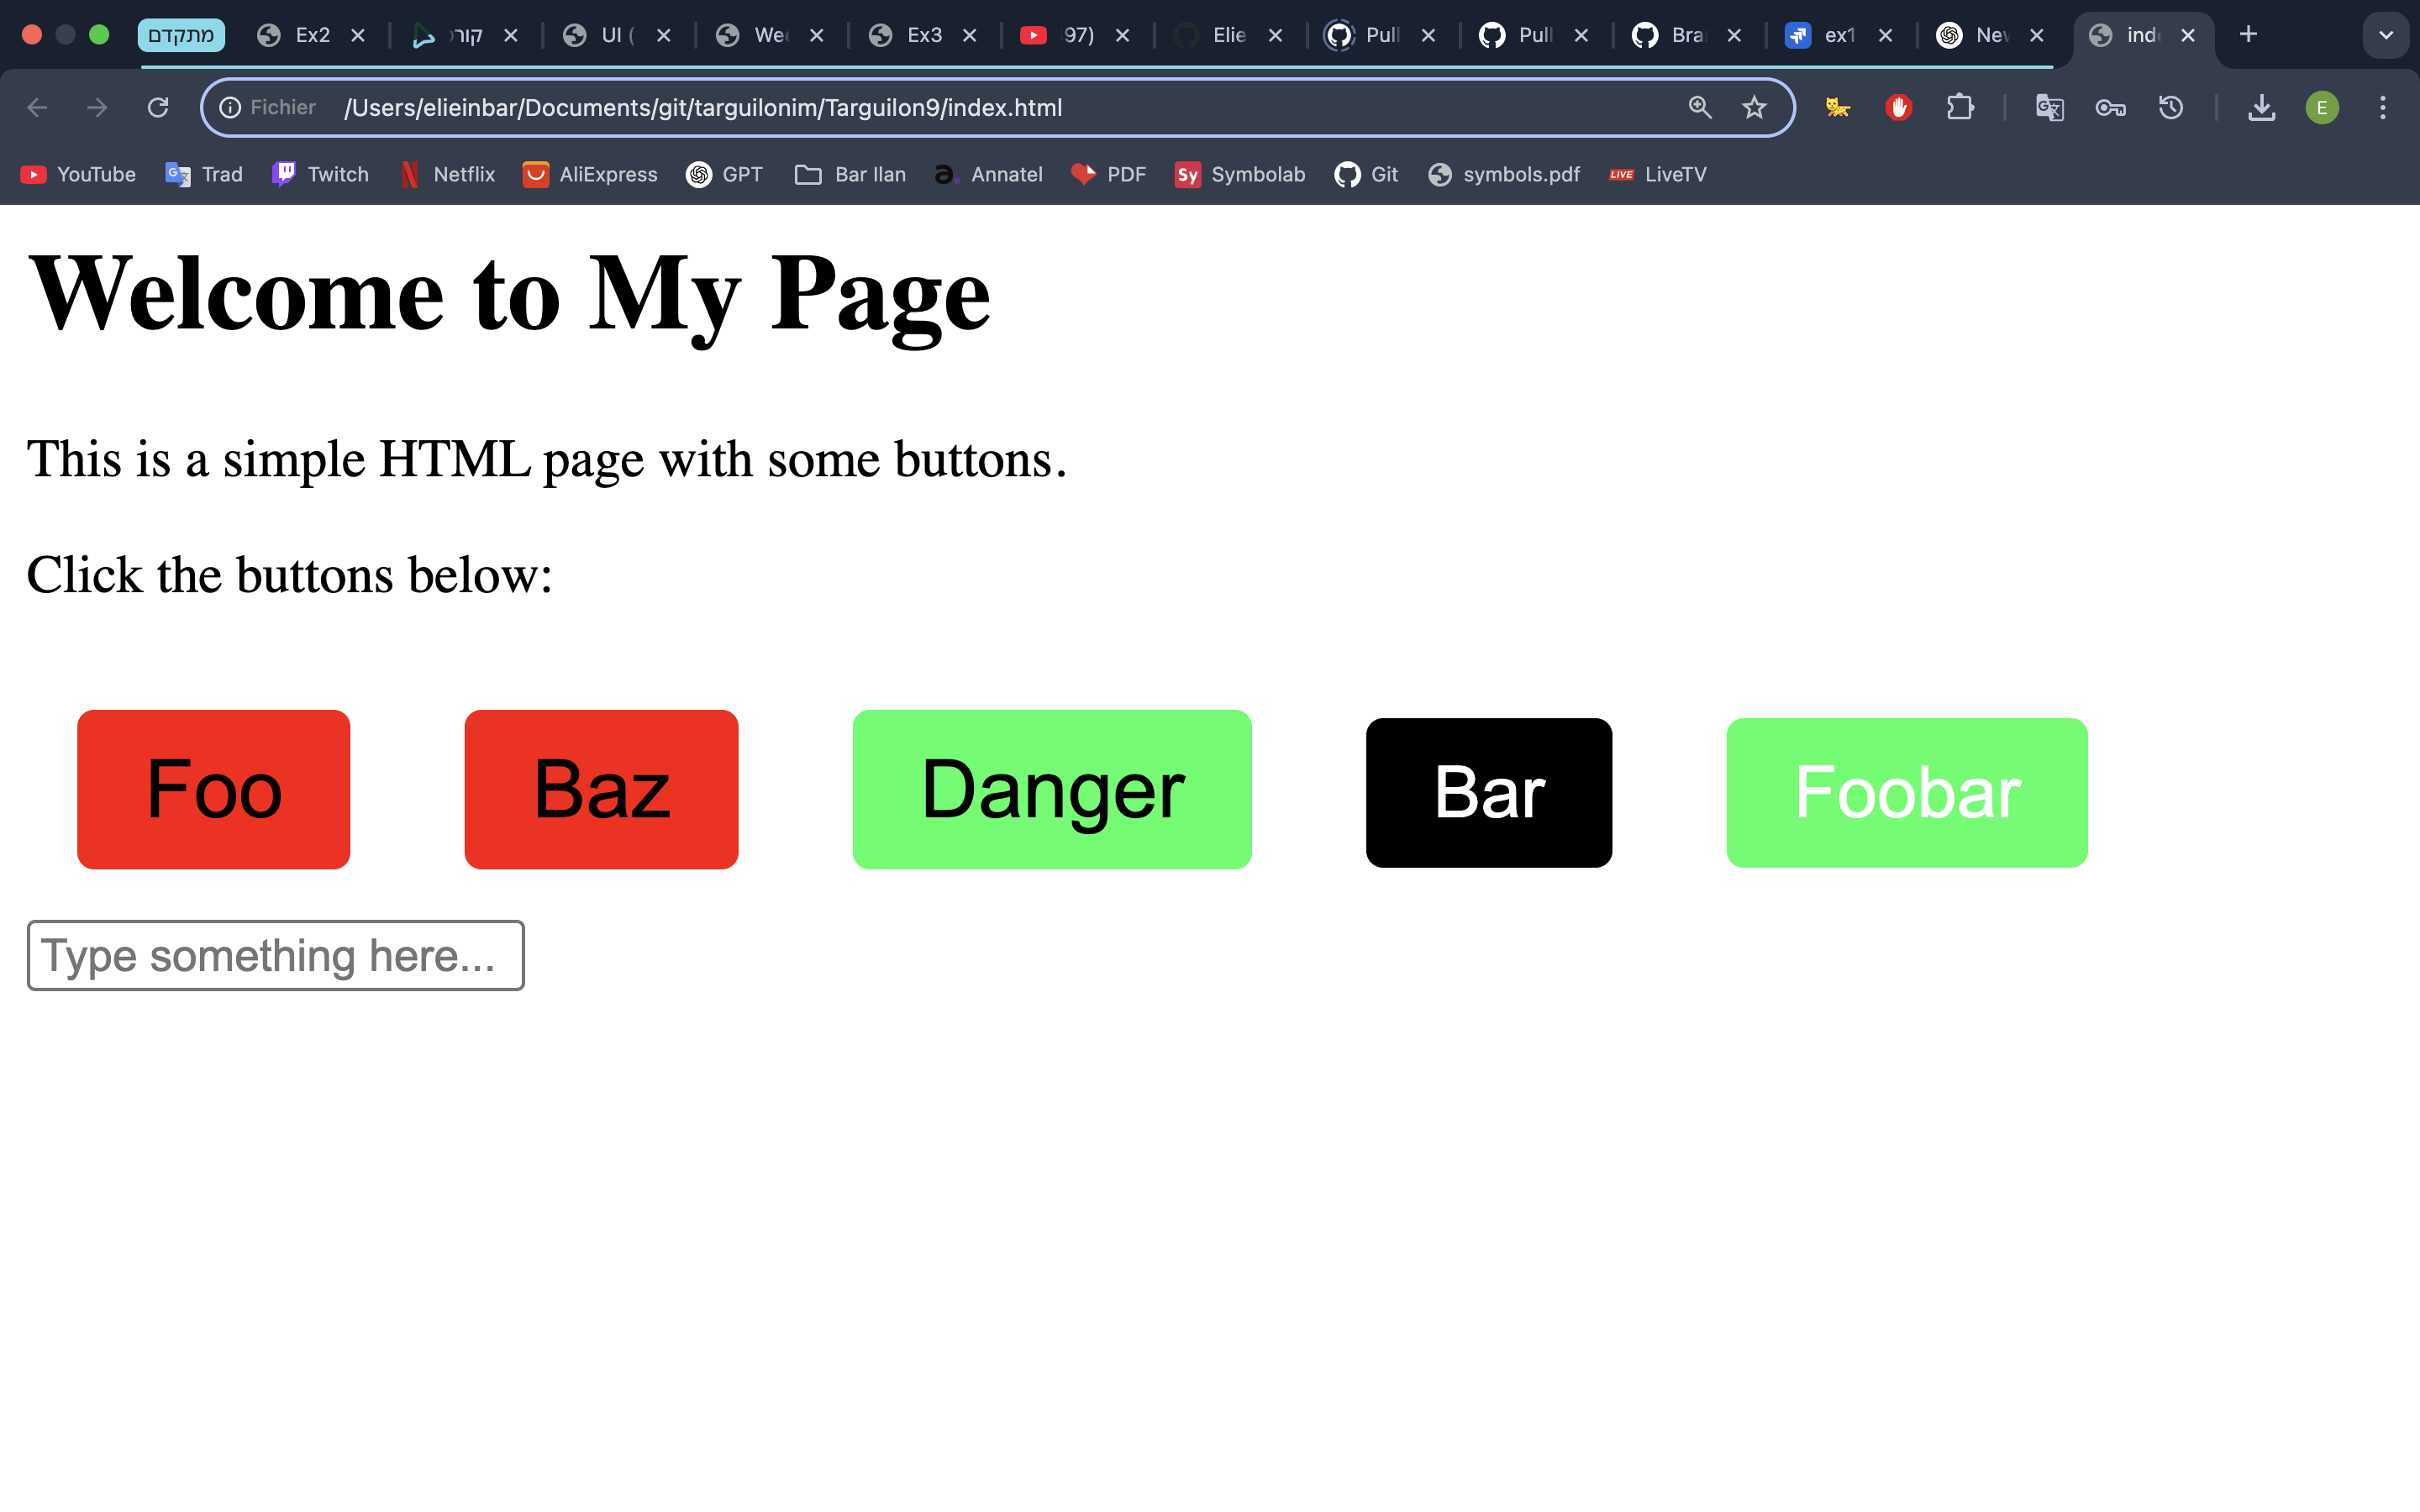 מתקדם Ex2 קור UI ( We Ex3 97) Elie Pull Pull Bra ex1 Nev ind
Fichier /Users/elieinbar/Documents/git/targuilonim/Targuilon9/index.html E
YouTube Trad Twitch Netflix AliExpress GPT Bar Ilan a. Annatel PDF Sy Symbolab Git symbols.pdf LIVE LiveTV
Welcome to My Page
This is a simple HTML page with some buttons.
Click the buttons below:
Foo Baz Danger Bar Foobar
Type something here...